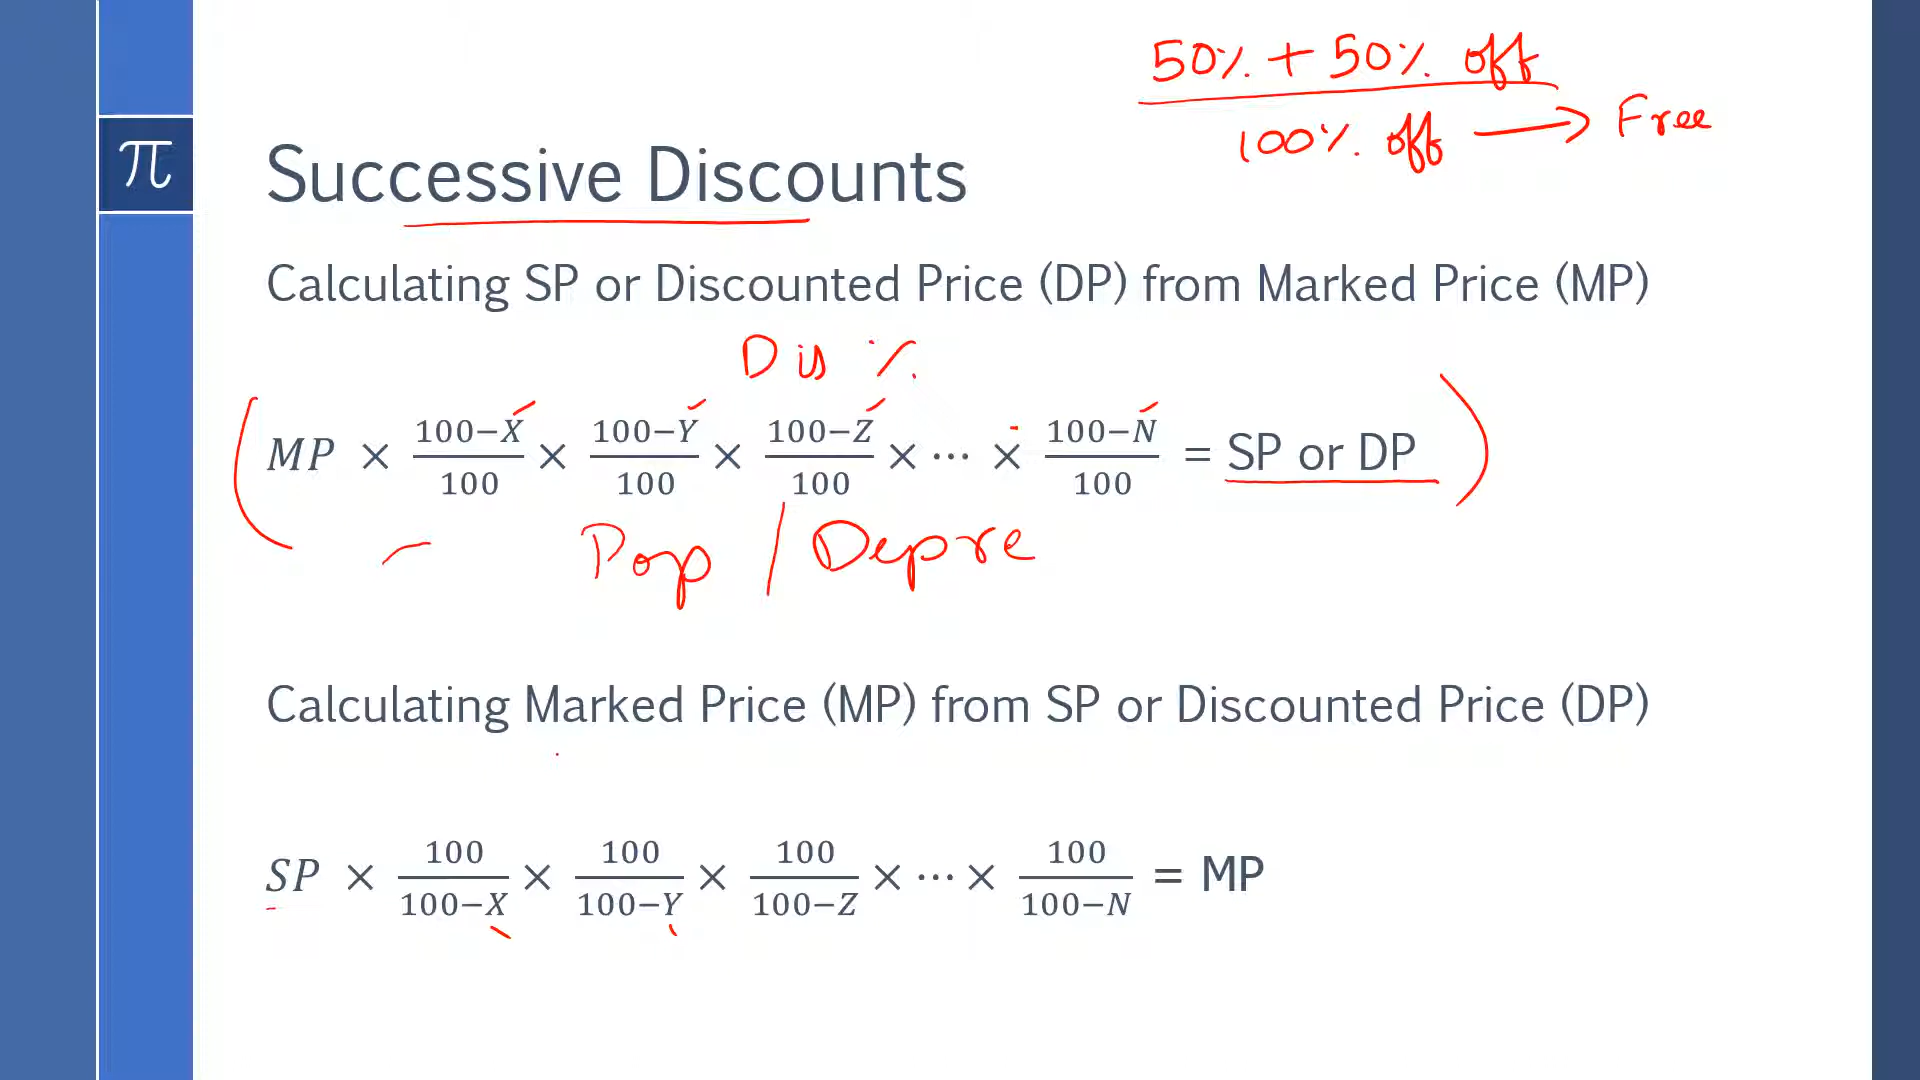 50% + 50% off
100% off → Free
π
Successive Discounts
Calculating SP or Discounted Price (DP) from Marked Price (MP)
Dis %
MP × (100−X)/100 × (100−Y)/100 × (100−Z)/100 × ⋯ × (100−N)/100 = SP or DP
Pop / Depre
Calculating Marked Price (MP) from SP or Discounted Price (DP)
SP × 100/(100−X) × 100/(100−Y) × 100/(100−Z) × ⋯ × 100/(100−N) = MP